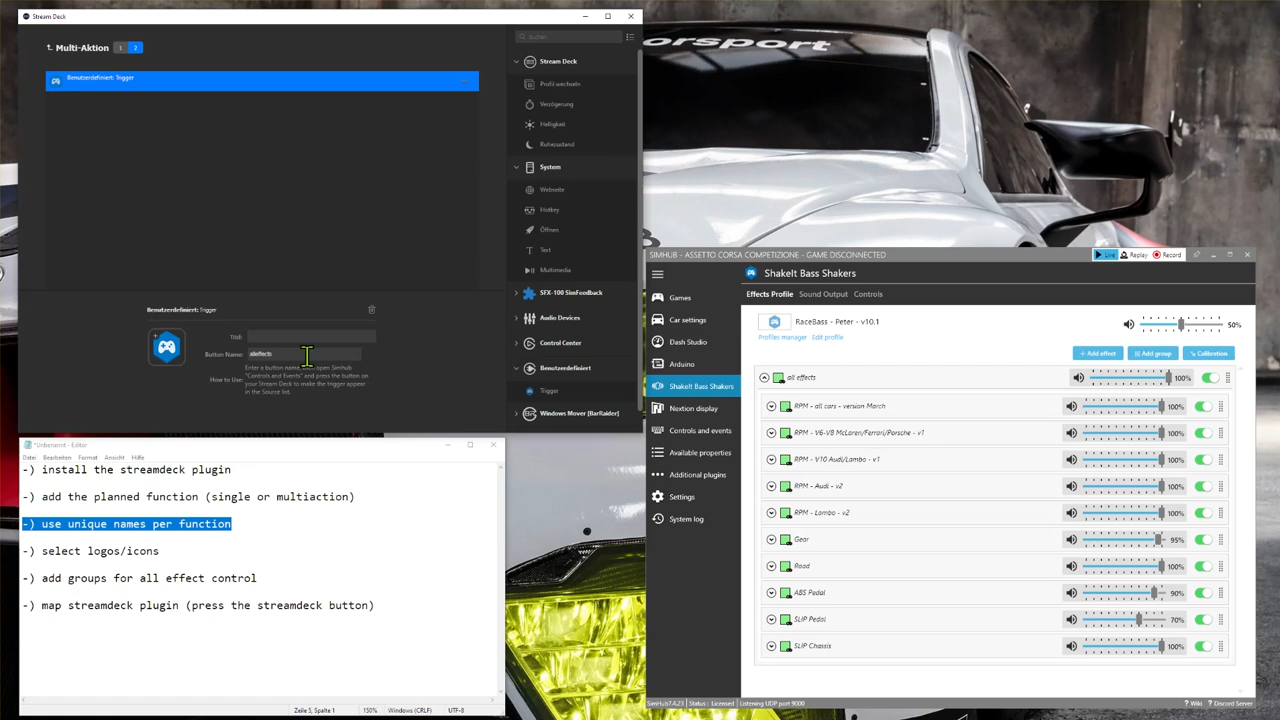 Stream Deck
Multi-Aktion 1 2
Benutzerdefiniert: Trigger
Suchen
Stream Deck
Profil wechseln
Verzögerung
Helligkeit
Ruhezustand
System
Webseite
Hotkey
Öffnen
Text
Multimedia
SFX-100 SimFeedback
Audio Devices
Control Center
Benutzerdefiniert
Trigger
Windows Mover [BarRaider]
Benutzerdefiniert: Trigger
Titel:
Button Name: alleffects
How to Use:
Enter a button name, then open Simhub
"Controls and Events" and press the button on
your Stream Deck to make the trigger appear
in the Source list.
*Unbenannt - Editor
Datei Bearbeiten Format Ansicht Hilfe
-) install the streamdeck plugin
-) add the planned function (single or multiaction)
-) use unique names per function
-) select logos/icons
-) add groups for all effect control
-) map streamdeck plugin (press the streamdeck button)
Zeile 5, Spalte 1 150% Windows (CRLF) UTF-8
orsport
SIMHUB - ASSETTO CORSA COMPETIZIONE - GAME DISCONNECTED
Live Replay Record
Games
Car settings
Dash Studio
Arduino
ShakeIt Bass Shakers
Nextion display
Controls and events
Available properties
Additional plugins
Settings
System log
ShakeIt Bass Shakers
Effects Profile Sound Output Controls
RaceBass - Peter - v10.1
50%
Profiles manager Edit profile
+ Add effect Add group Calibration
all effects 100%
RPM - all cars - version March 100%
RPM - V6-V8 McLaren/Ferrari/Porsche - v1 100%
RPM - V10 Audi/Lambo - v1 100%
RPM - Audi - v2 100%
RPM - Lambo - v2 100%
Gear 95%
Road 100%
ABS Pedal 90%
SLIP Pedal 70%
SLIP Chassis 100%
SimHub 7.4.23 Status : Licensed Listening UDP port 9000
Wiki Discord Server